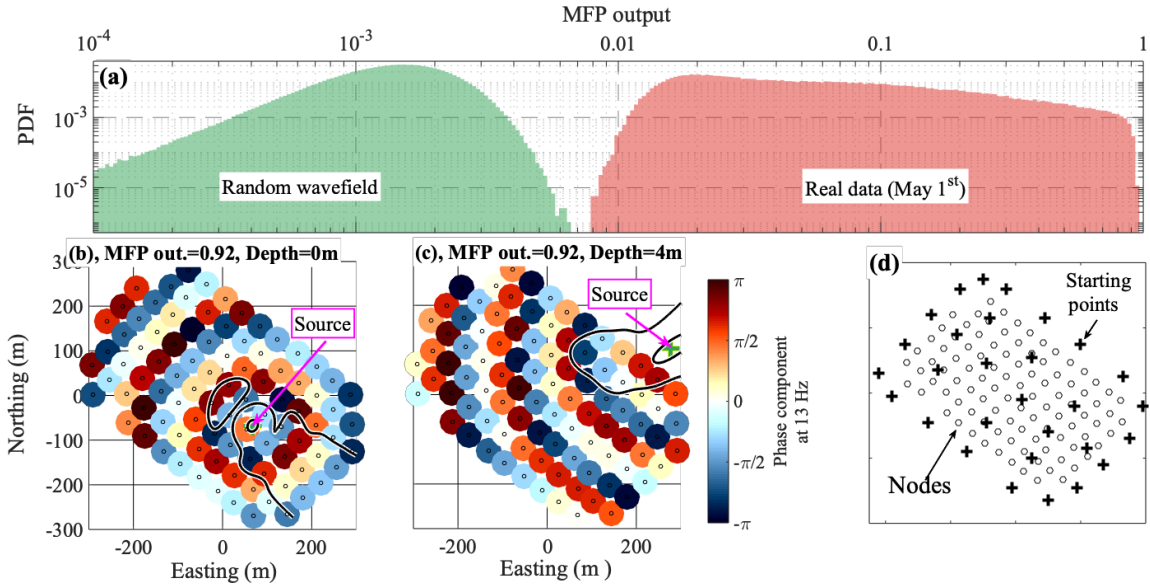 MFP output
10^-4
10^-3
0.01
0.1
1
(a)
PDF
10^-3
10^-5
Random wavefield
Real data (May 1^st)
(b), MFP out.=0.92, Depth=0m
(c), MFP out.=0.92, Depth=4m
(d)
Northing (m)
300
200
100
0
-100
-200
-300
Source
-200
0
200
Easting (m)
Source
-200
0
200
Easting (m )
π
π/2
0
-π/2
-π
Phase component
at 13 Hz
Starting
points
Nodes